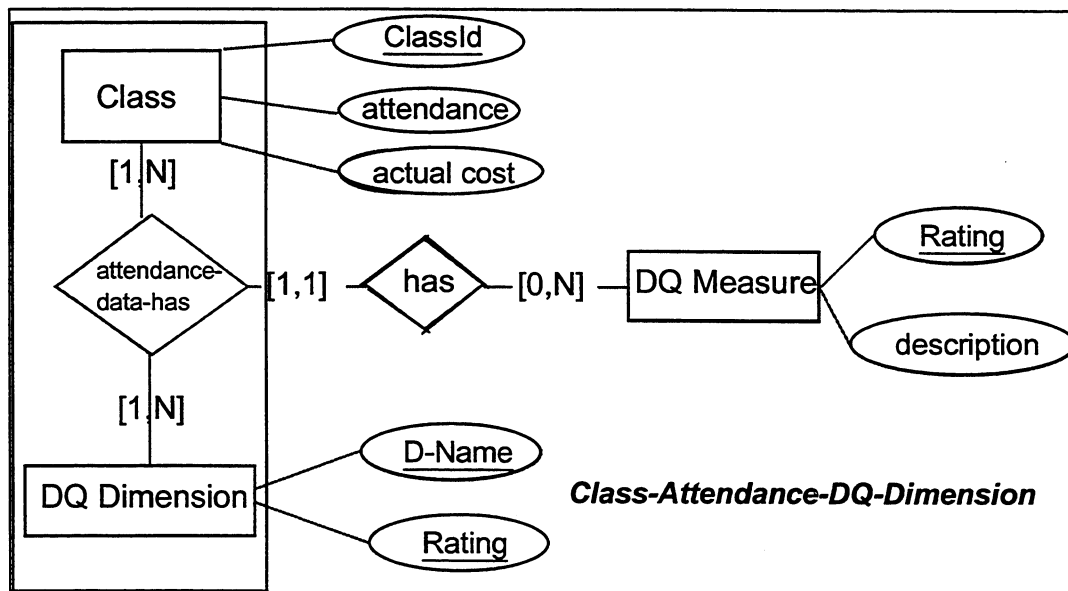 ClassId
Class
attendance
actual cost
[1,N]
Rating
attendance-
data-has
[1,1]
has
[0,N]
DQ Measure
description
[1,N]
D-Name
DQ Dimension
Class-Attendance-DQ-Dimension
Rating